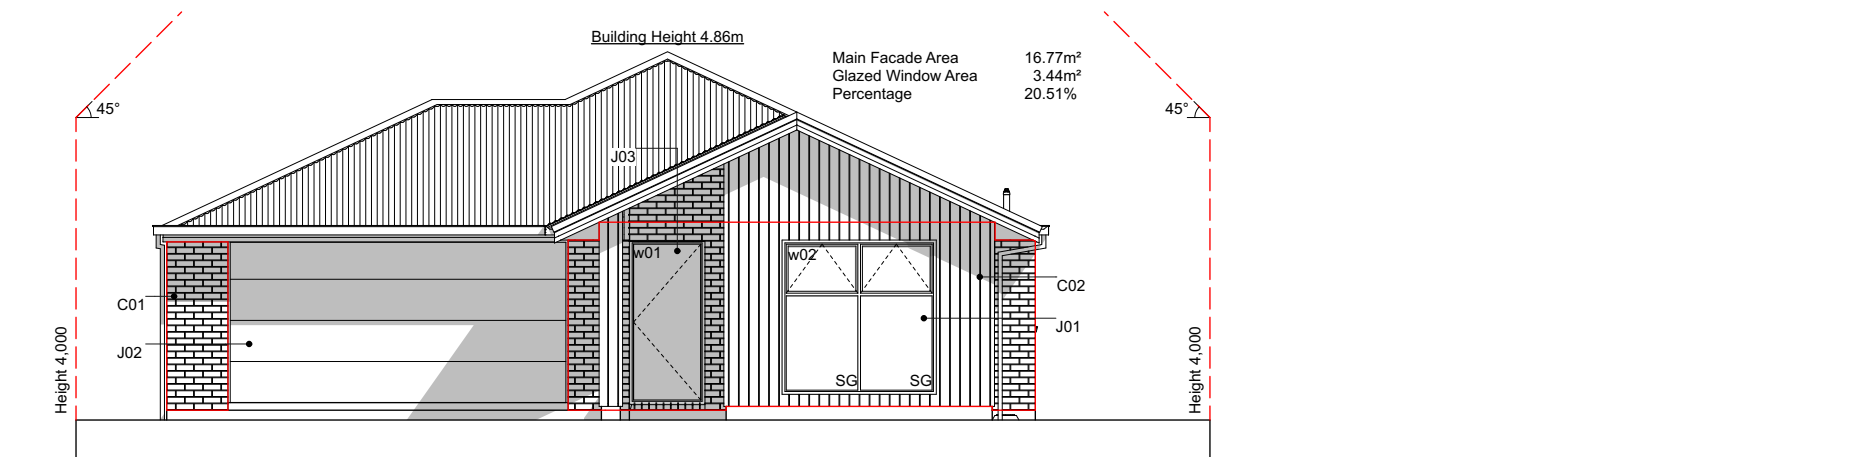 Building Height 4.86m
Main Facade Area 16.77m²
Glazed Window Area 3.44m²
Percentage 20.51%
45°
45°
J03
w01
w02
C01
C02
J01
J02
SG
SG
Height 4,000
Height 4,000